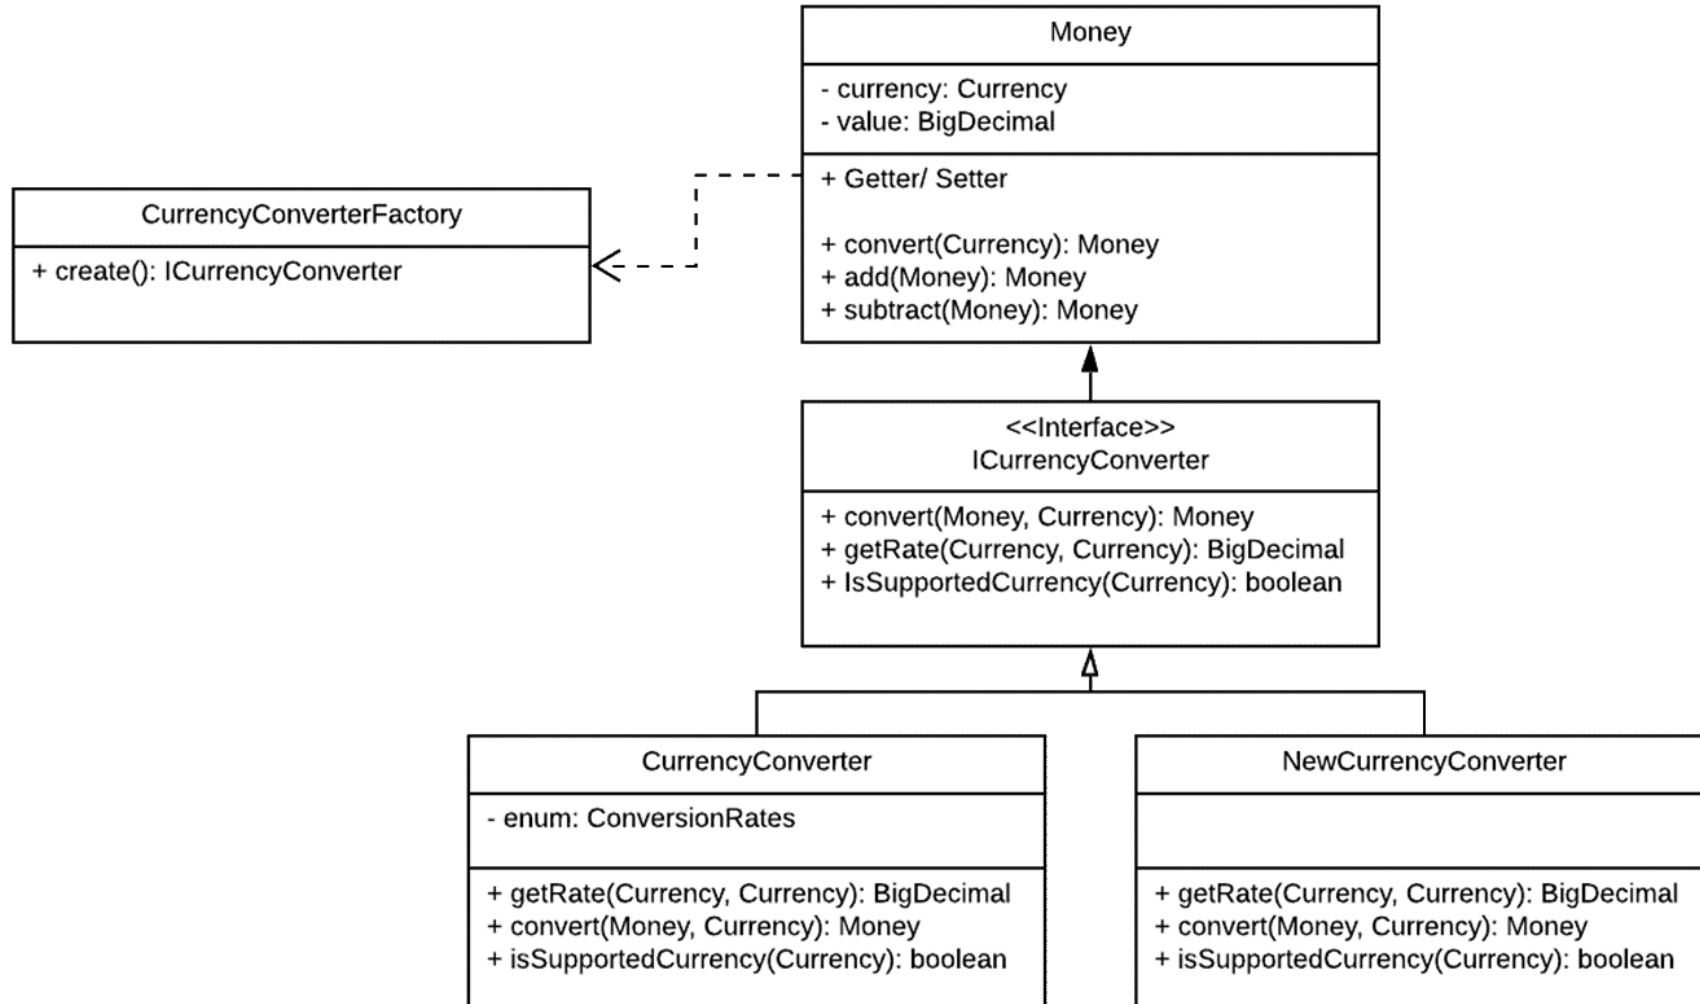 Money
- currency: Currency
- value: BigDecimal
+ Getter/ Setter
+ convert(Currency): Money
+ add(Money): Money
+ subtract(Money): Money
CurrencyConverterFactory
+ create(): ICurrencyConverter
<<Interface>>
ICurrencyConverter
+ convert(Money, Currency): Money
+ getRate(Currency, Currency): BigDecimal
+ IsSupportedCurrency(Currency): boolean
CurrencyConverter
- enum: ConversionRates
+ getRate(Currency, Currency): BigDecimal
+ convert(Money, Currency): Money
+ isSupportedCurrency(Currency): boolean
NewCurrencyConverter
+ getRate(Currency, Currency): BigDecimal
+ convert(Money, Currency): Money
+ isSupportedCurrency(Currency): boolean